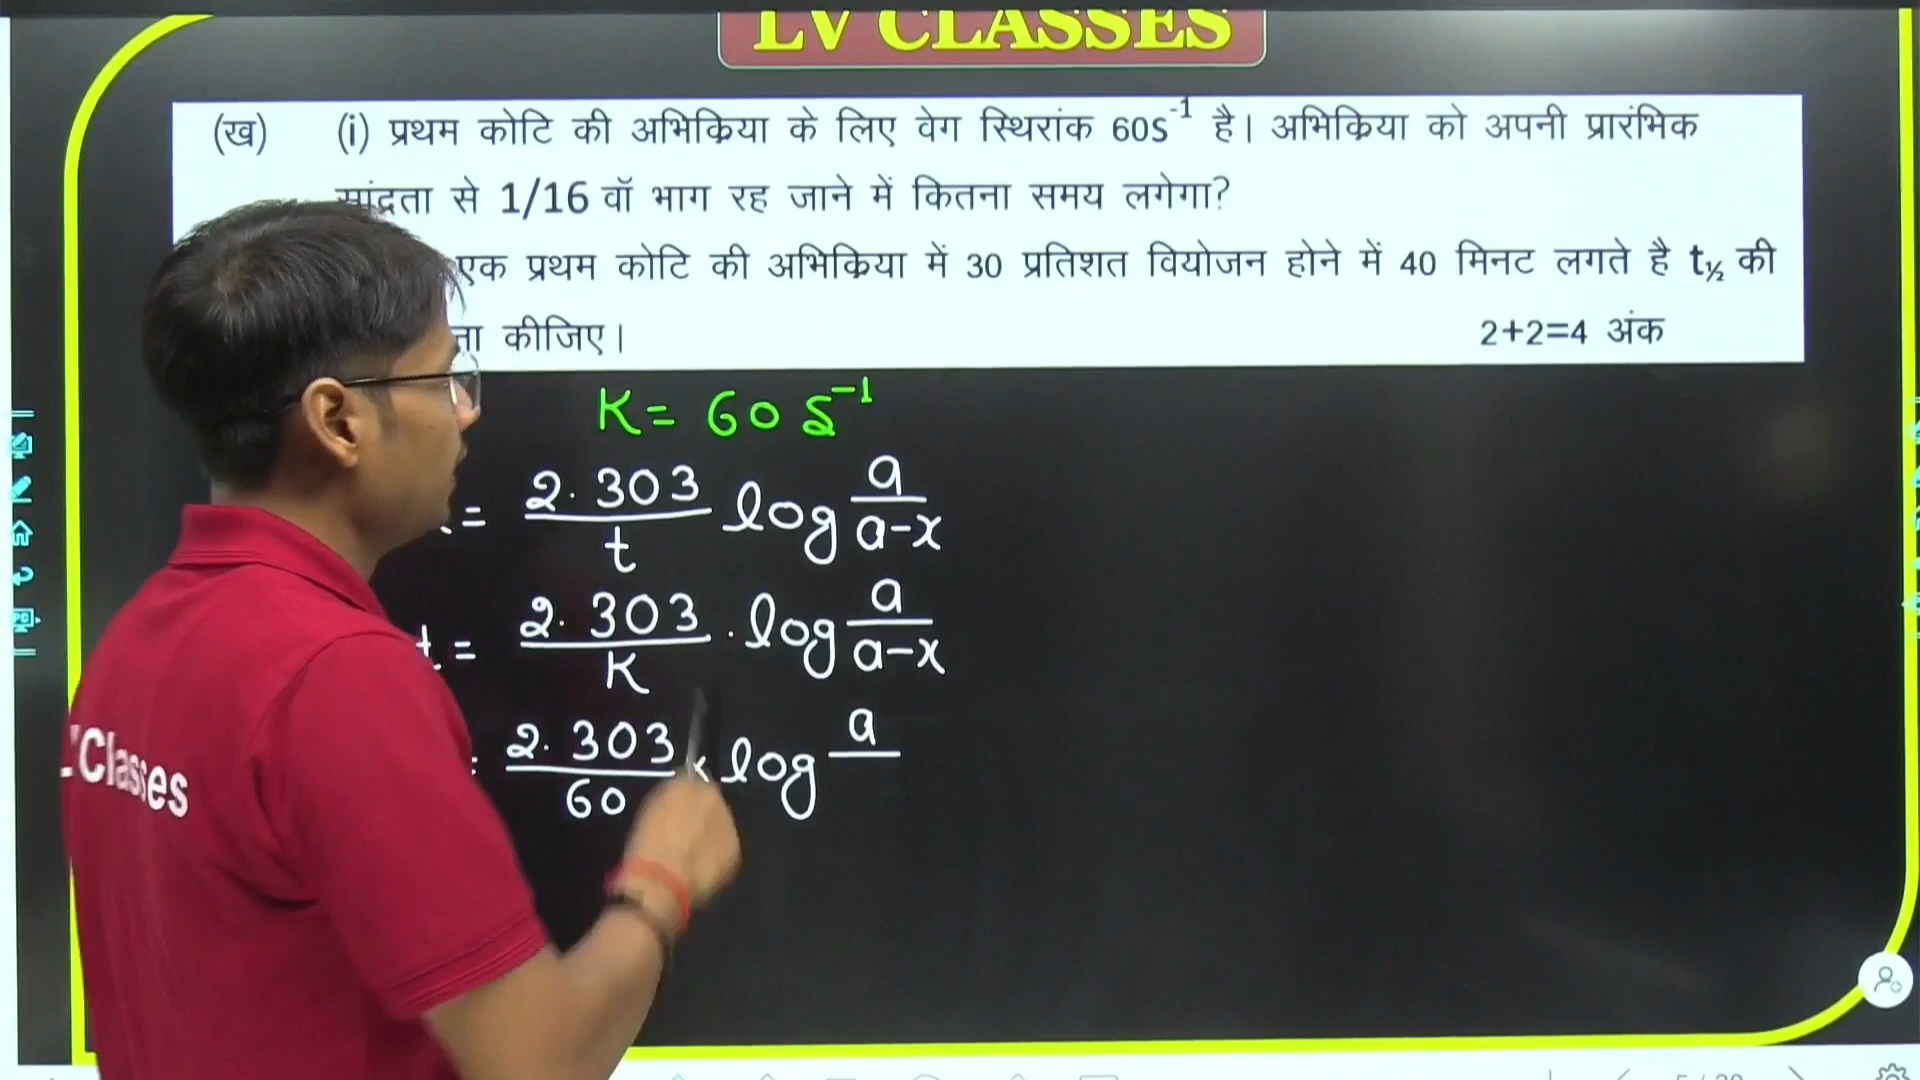 LV CLASSES
(ख) (i) प्रथम कोटि की अभिक्रिया के लिए वेग स्थिरांक 60S⁻¹ है। अभिक्रिया को अपनी प्रारंभिक
सांद्रता से 1/16 वॉ भाग रह जाने में कितना समय लगेगा?
एक प्रथम कोटि की अभिक्रिया में 30 प्रतिशत वियोजन होने में 40 मिनट लगते है t½ की
कीजिए। 2+2=4 अंक
K = 60 S⁻¹
= 2.303/t log a/a-x
t = 2.303/K . log a/a-x
2.303/60 × log a/
LV Classes